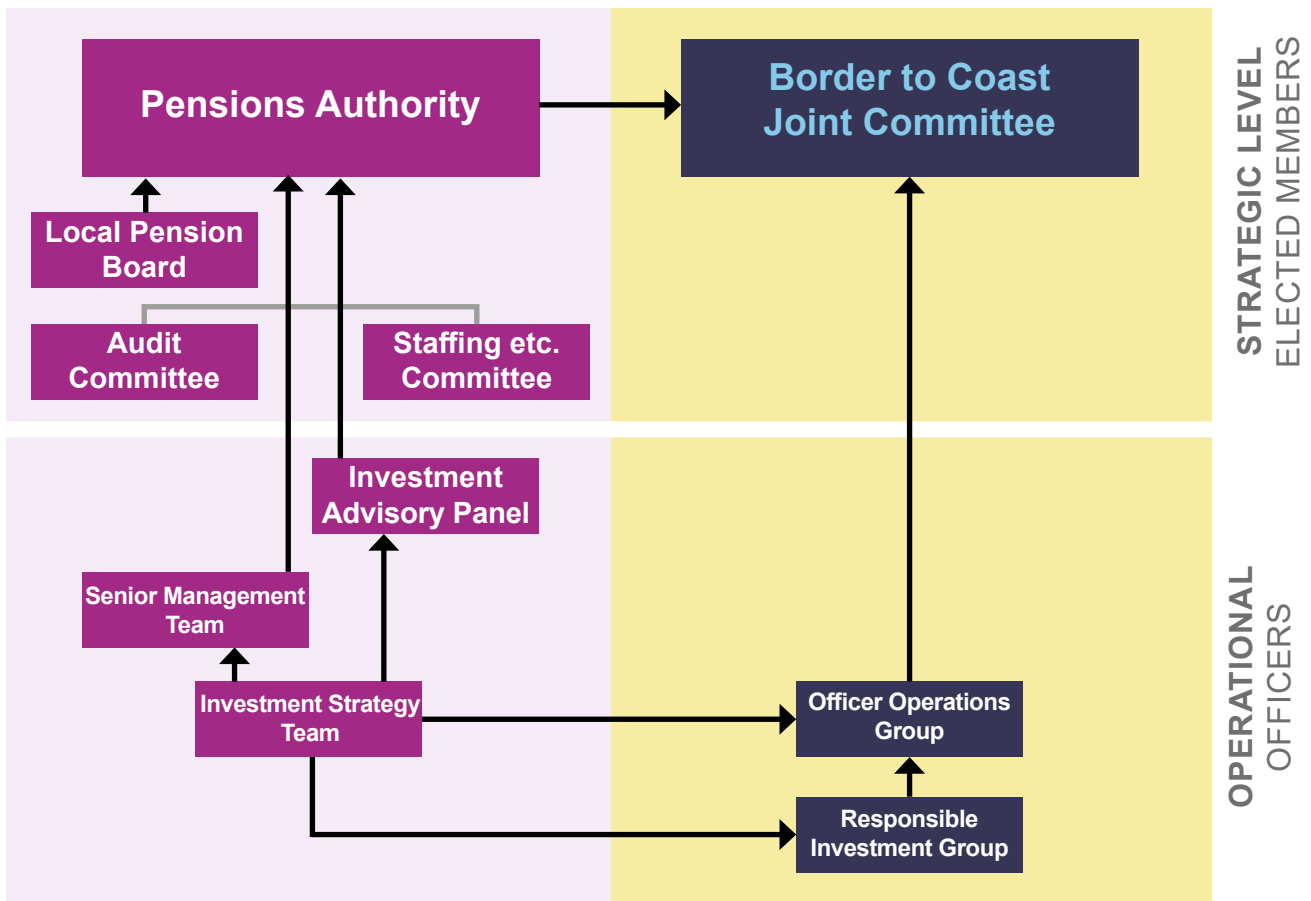 Pensions Authority
Border to Coast
Joint Committee
Local Pension
Board
Audit
Committee
Staffing etc.
Committee
STRATEGIC LEVEL
ELECTED MEMBERS
Investment
Advisory Panel
Senior Management
Team
Investment Strategy
Team
Officer Operations
Group
Responsible
Investment Group
OPERATIONAL
OFFICERS